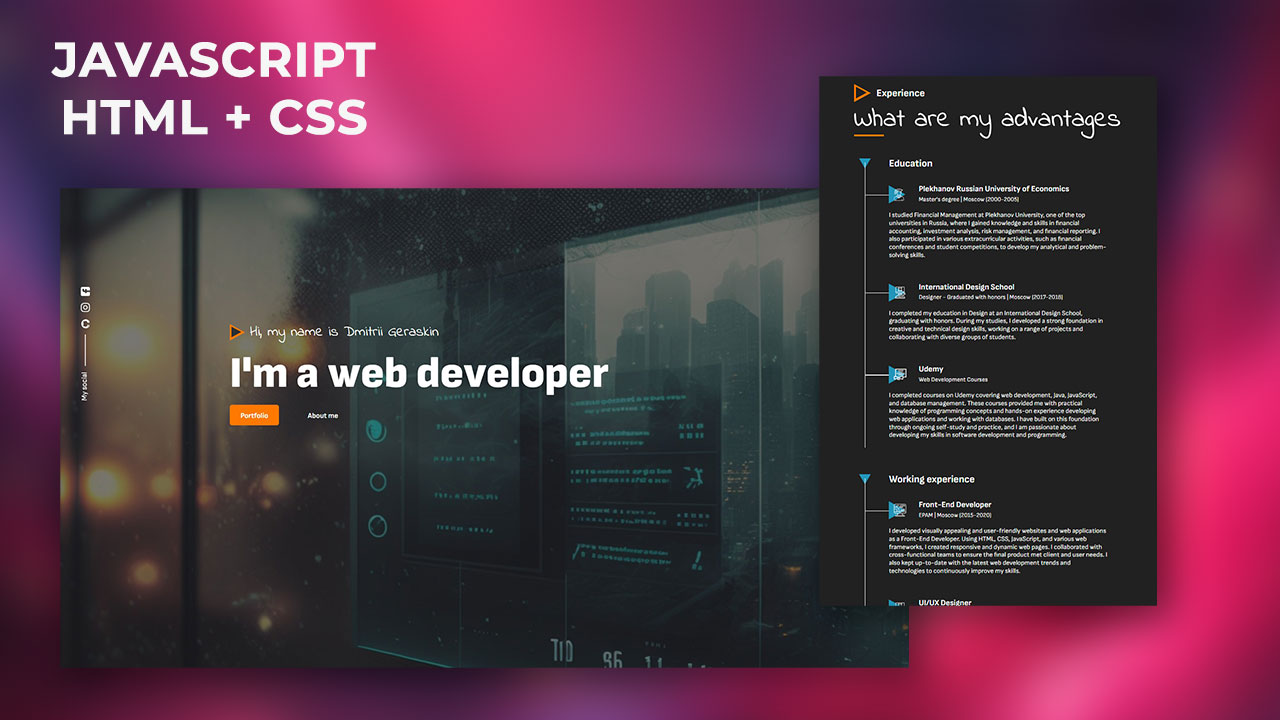 JAVASCRIPT
HTML + CSS
My social
Hi, my name is Dmitrii Geraskin
I'm a web developer
Portfolio
About me
Experience
What are my advantages
Education
Plekhanov Russian University of Economics
Master's degree | Moscow (2000-2005)
I studied Financial Management at Plekhanov University, one of the top
universities in Russia, where I gained knowledge and skills in financial
accounting, investment analysis, risk management, and financial reporting. I
also participated in various extracurricular activities, such as financial
conferences and student competitions, to develop my analytical and problem-
solving skills.
International Design School
Designer - Graduated with honors | Moscow (2017-2018)
I completed my education in Design at an International Design School,
graduating with honors. During my studies, I developed a strong foundation in
creative and technical design skills, working on a range of projects and
collaborating with diverse groups of students.
Udemy
Web Development Courses
I completed courses on Udemy covering web development, Java, JavaScript,
and database management. These courses provided me with practical
knowledge of programming concepts and hands-on experience developing
web applications and working with databases. I have built on this foundation
through ongoing self-study and practice, and I am passionate about
developing my skills in software development and programming.
Working experience
Front-End Developer
EPAM | Moscow (2015-2020)
I developed visually appealing and user-friendly websites and web applications
as a Front-End Developer. Using HTML, CSS, JavaScript, and various web
frameworks, I created responsive and dynamic web pages. I collaborated with
cross-functional teams to ensure the final product met client and user needs. I
also kept up-to-date with the latest web development trends and
technologies to continuously improve my skills.
UI/UX Designer